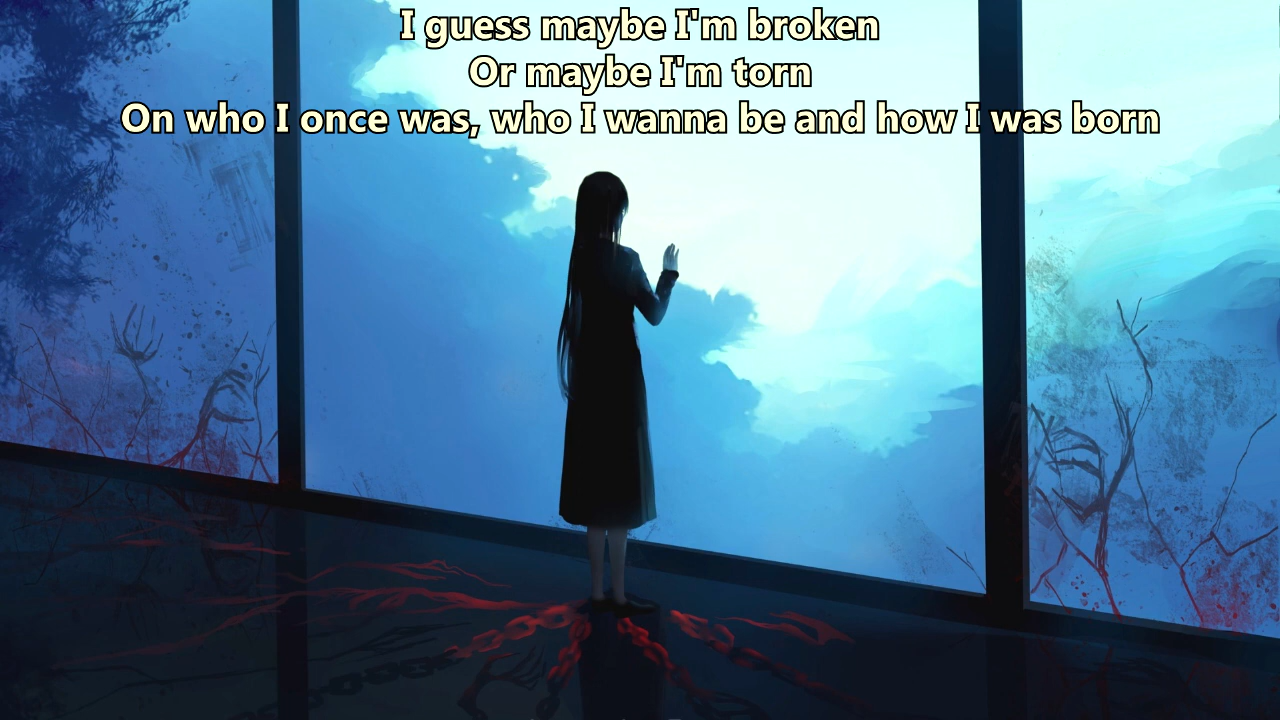 I guess maybe I'm broken
Or maybe I'm torn
On who I once was, who I wanna be and how I was born